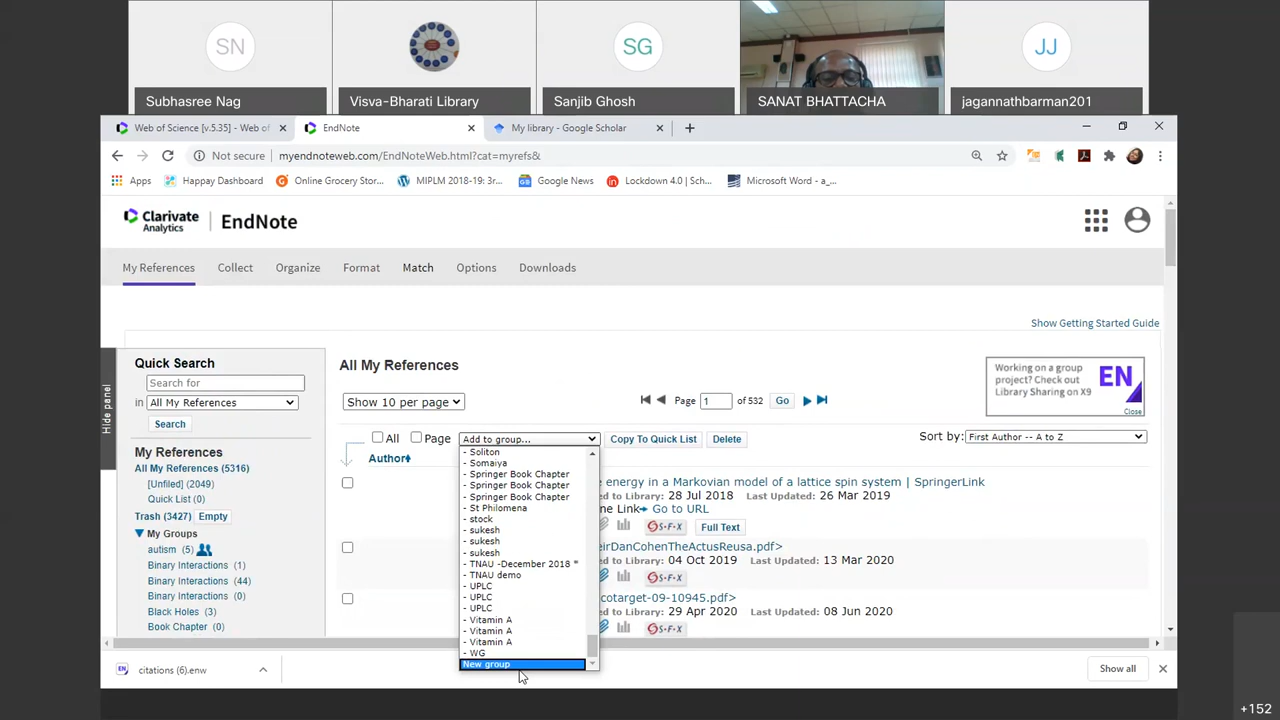 SN
SG
JJ
Subhasree Nag
Visva-Bharati Library
Sanjib Ghosh
SANAT BHATTACHA
jagannathbarman201
Web of Science [v.5.35] - Web of
EndNote
My library - Google Scholar
Not secure
myendnoteweb.com/EndNoteWeb.html?cat=myrefs&
Apps
Happay Dashboard
Online Grocery Stor...
MIPLM 2018-19: 3r...
Google News
Lockdown 4.0 | Sch...
Microsoft Word - a_...
Clarivate
Analytics
EndNote
My References
Collect
Organize
Format
Match
Options
Downloads
Show Getting Started Guide
Hide panel
Quick Search
Search for
in All My References
Search
My References
All My References (5316)
[Unfiled] (2049)
Quick List (0)
Trash (3427) Empty
My Groups
autism (5)
Binary Interactions (1)
Binary Interactions (44)
Binary Interactions (0)
Black Holes (3)
Book Chapter (0)
All My References
Show 10 per page
Page 1 of 532 Go
Working on a group
project? Check out
Library Sharing on X9
EN
Close
All
Page
Add to group...
Copy To Quick List
Delete
Sort by: First Author -- A to Z
Author
- Soliton
- Somaiya
- Springer Book Chapter
- Springer Book Chapter
- Springer Book Chapter
- St Philomena
- stock
- sukesh
- sukesh
- sukesh
- TNAU -December 2018 *
- TNAU demo
- UPLC
- UPLC
- UPLC
- Vitamin A
- Vitamin A
- Vitamin A
- WG
New group
e energy in a Markovian model of a lattice spin system | SpringerLink
ed to Library: 28 Jul 2018 Last Updated: 26 Mar 2019
ne Link Go to URL
S·F·X
Full Text
eirDanCohenTheActusReusa.pdf>
ed to Library: 04 Oct 2019 Last Updated: 13 Mar 2020
S·F·X
cotarget-09-10945.pdf>
ed to Library: 29 Apr 2020 Last Updated: 08 Jun 2020
S·F·X
EN
citations (6).enw
Show all
+152